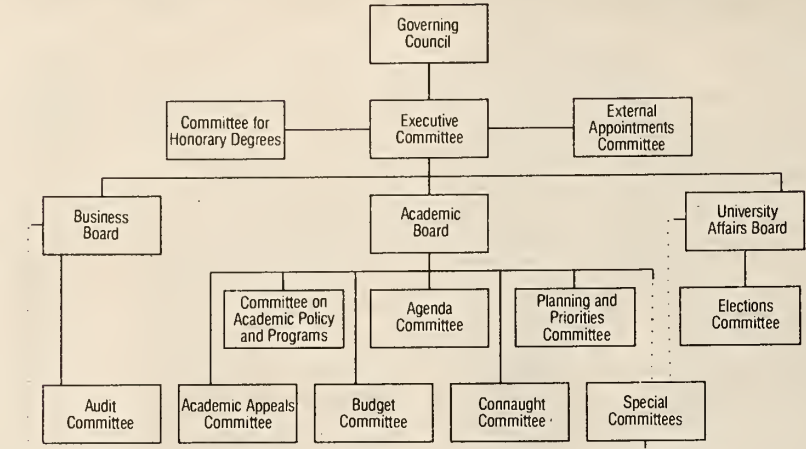 Governing
Council
Committee for
Honorary Degrees
Executive
Committee
External
Appointments
Committee
Business
Board
Academic
Board
University
Affairs Board
Committee on
Academic Policy
and Programs
Agenda
Committee
Planning and
Priorities
Committee
Elections
Committee
Audit
Committee
Academic Appeals
Committee
Budget
Committee
Connaught
Committee
Special
Committees